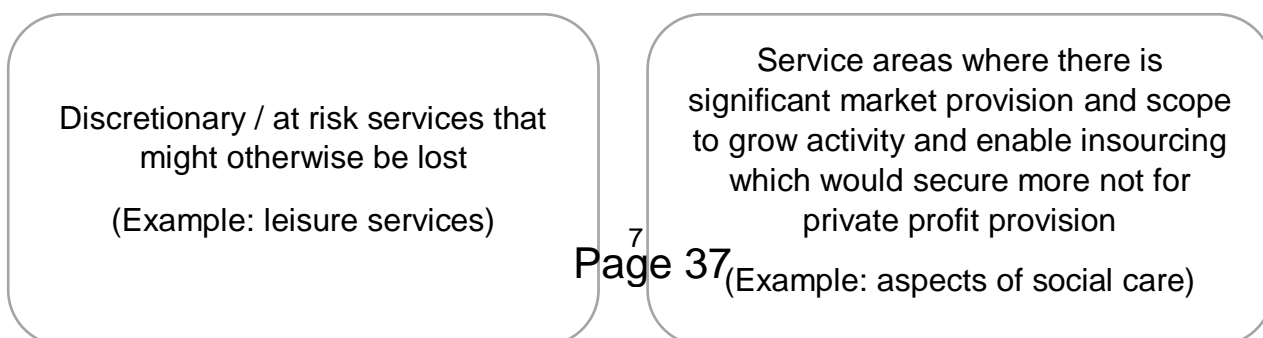 Discretionary / at risk services that
might otherwise be lost
(Example: leisure services)
Service areas where there is
significant market provision and scope
to grow activity and enable insourcing
which would secure more not for
private profit provision
(Example: aspects of social care)
7
Page 37